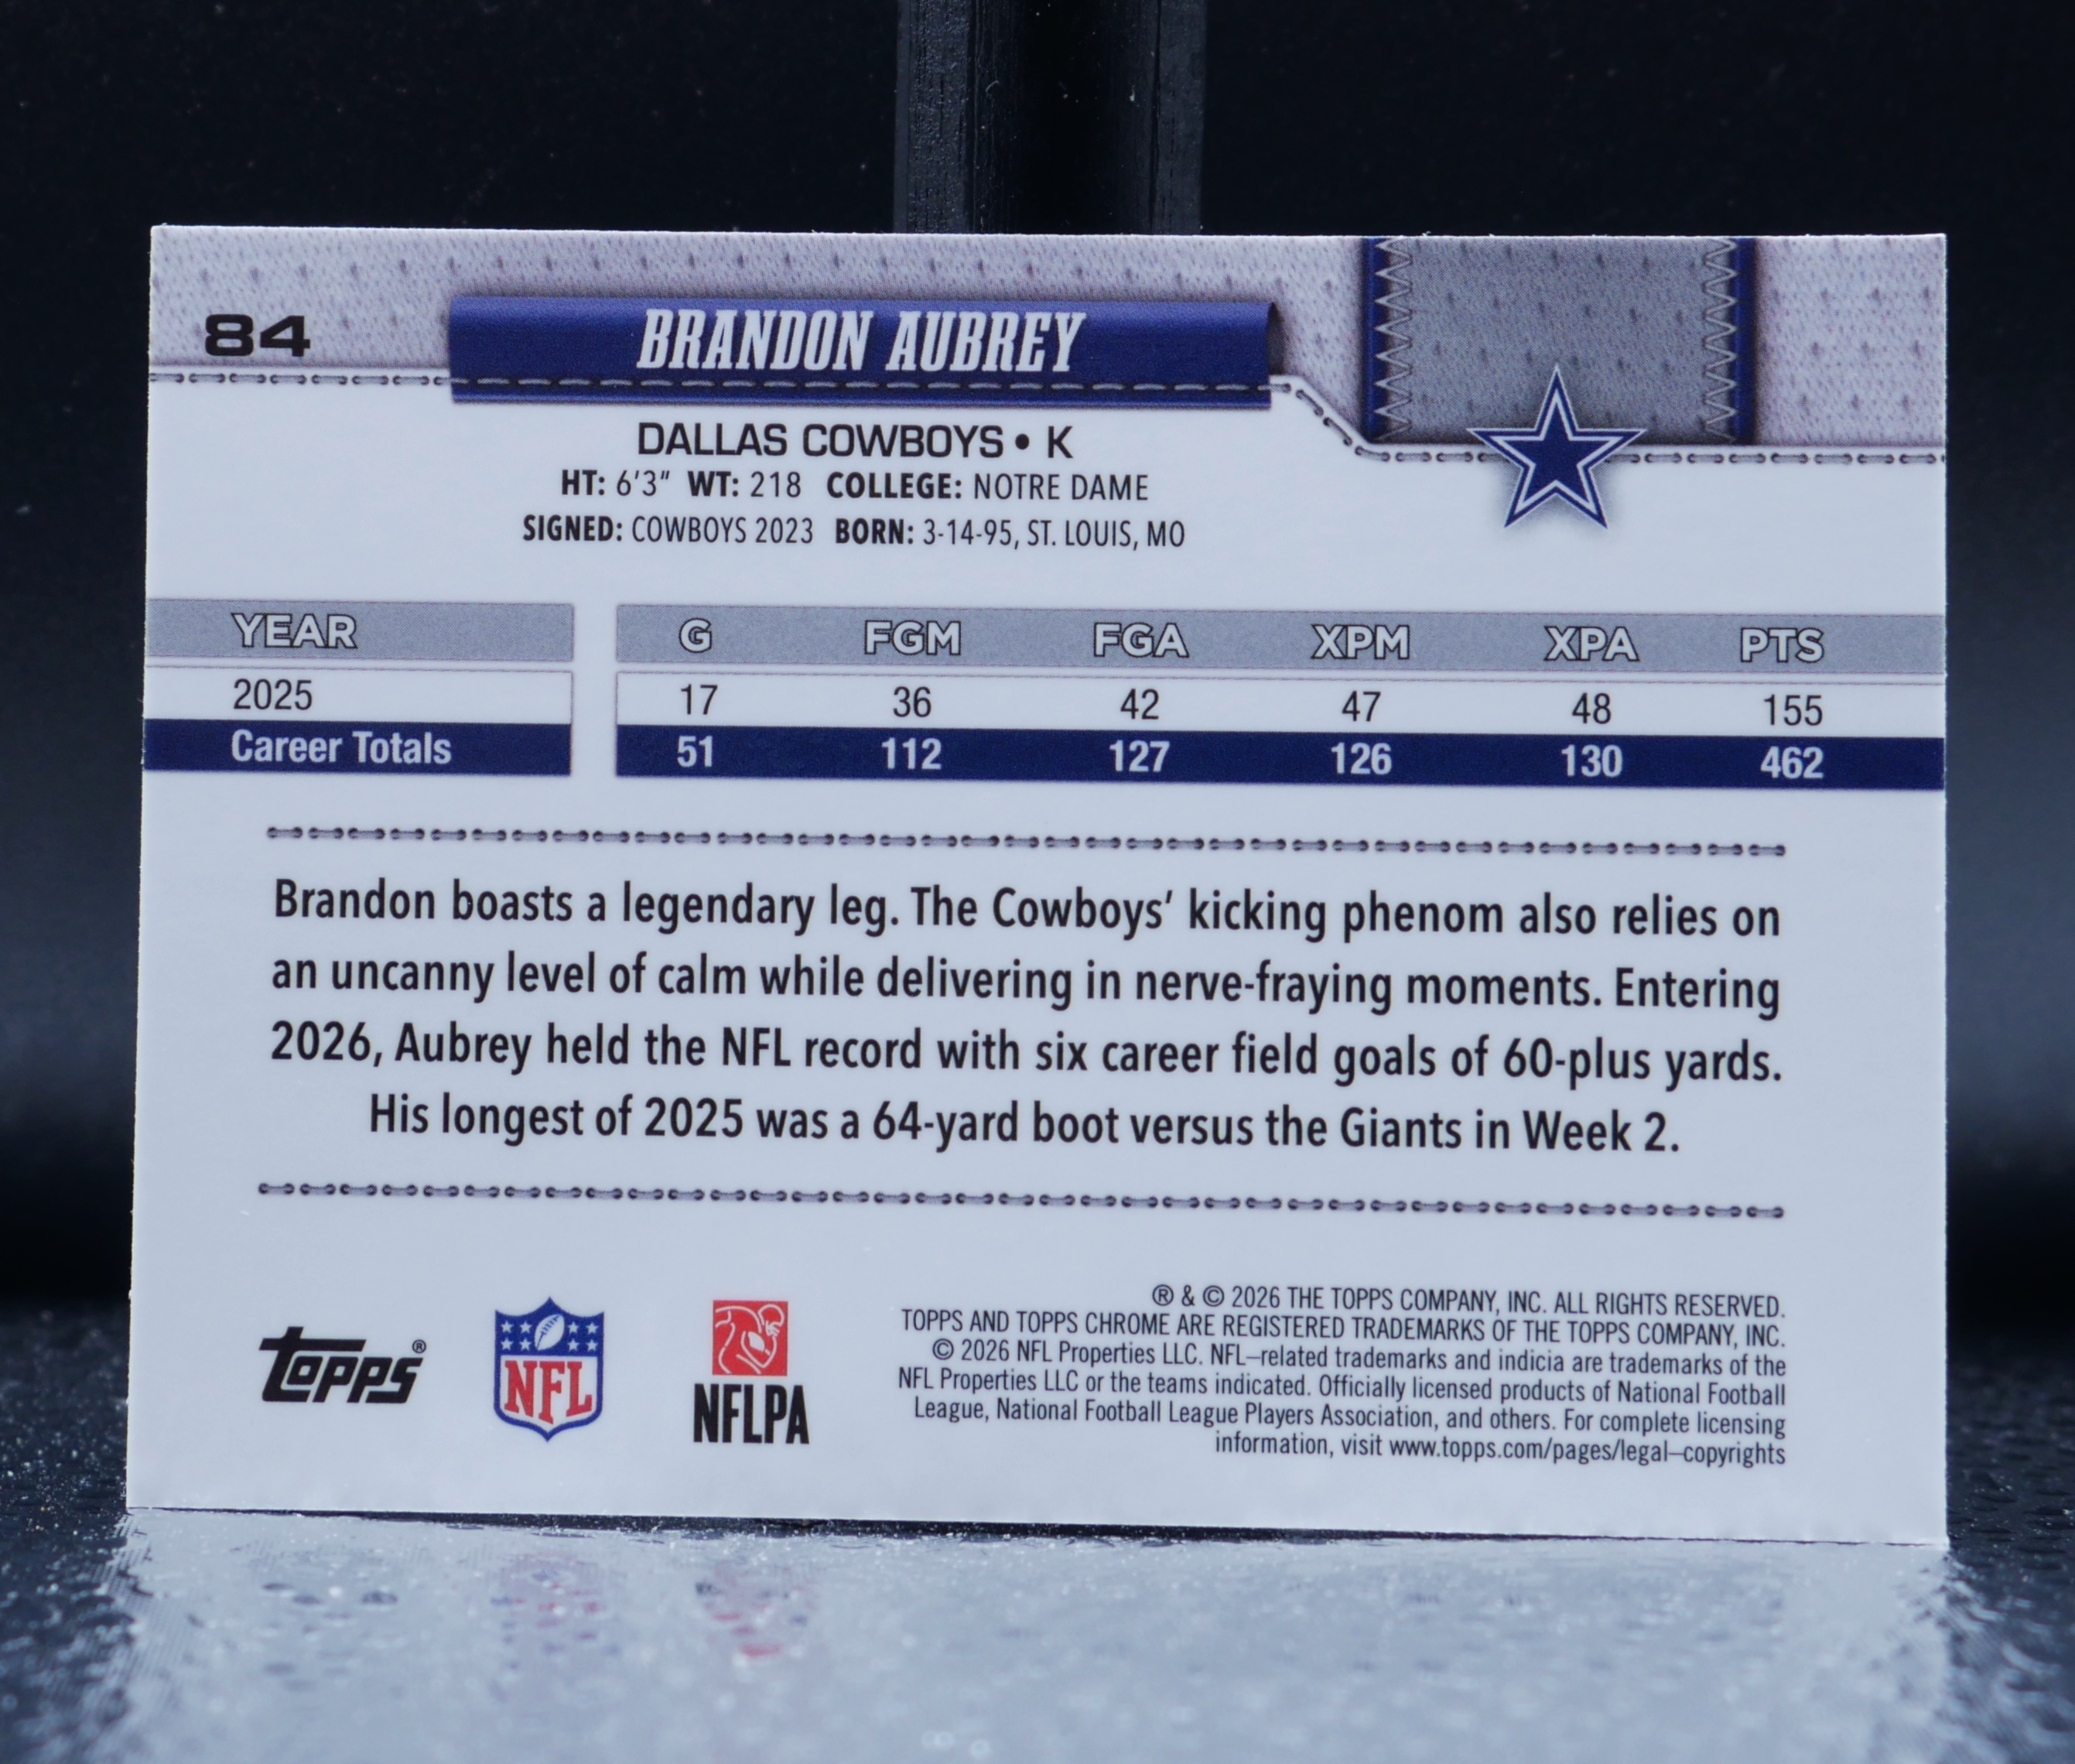 84
BRANDON AUBREY
DALLAS COWBOYS • K
HT: 6'3" WT: 218 COLLEGE: NOTRE DAME
SIGNED: COWBOYS 2023 BORN: 3-14-95, ST. LOUIS, MO
YEAR G FGM FGA XPM XPA PTS
2025 17 36 42 47 48 155
Career Totals 51 112 127 126 130 462
Brandon boasts a legendary leg. The Cowboys' kicking phenom also relies on
an uncanny level of calm while delivering in nerve-fraying moments. Entering
2026, Aubrey held the NFL record with six career field goals of 60-plus yards.
His longest of 2025 was a 64-yard boot versus the Giants in Week 2.
Topps®
NFL
NFLPA
® & © 2026 THE TOPPS COMPANY, INC. ALL RIGHTS RESERVED.
TOPPS AND TOPPS CHROME ARE REGISTERED TRADEMARKS OF THE TOPPS COMPANY, INC.
© 2026 NFL Properties LLC. NFL–related trademarks and indicia are trademarks of the
NFL Properties LLC or the teams indicated. Officially licensed products of National Football
League, National Football League Players Association, and others. For complete licensing
information, visit www.topps.com/pages/legal–copyrights